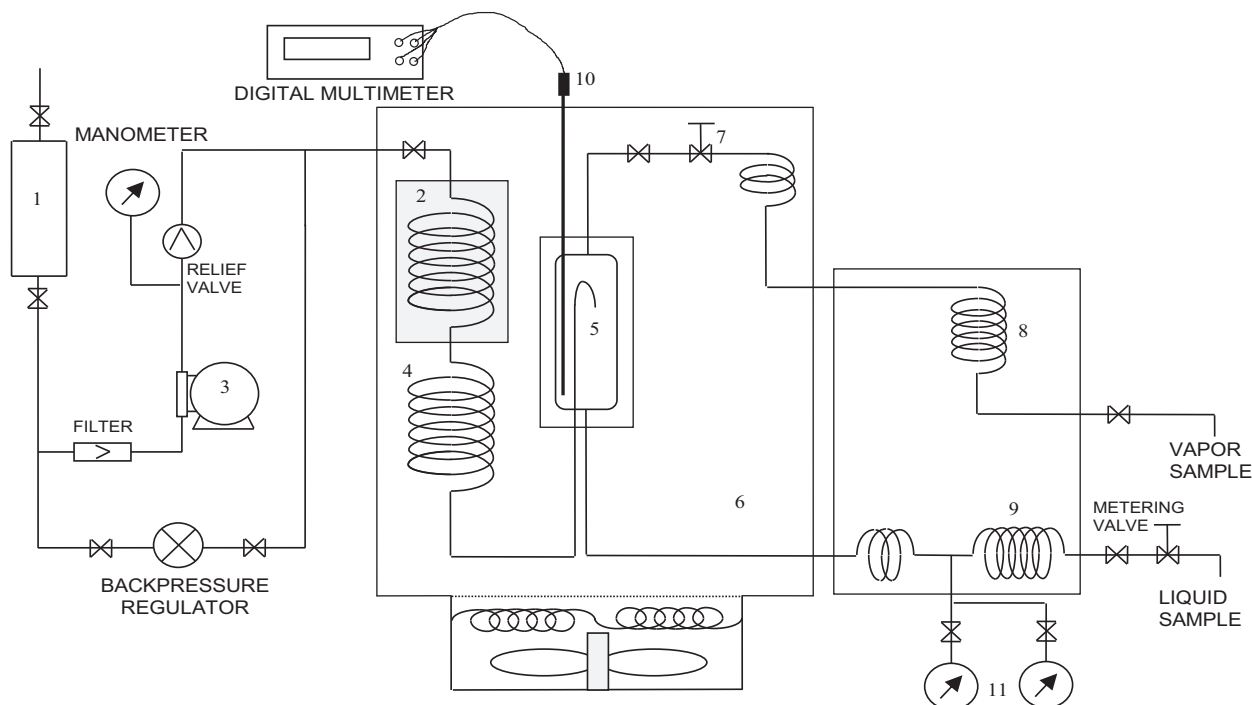 10
DIGITAL MULTIMETER
MANOMETER
7
1
2
RELIEF
VALVE
5
8
4
3
FILTER
VAPOR
SAMPLE
6
9
METERING
VALVE
BACKPRESSURE
REGULATOR
LIQUID
SAMPLE
11